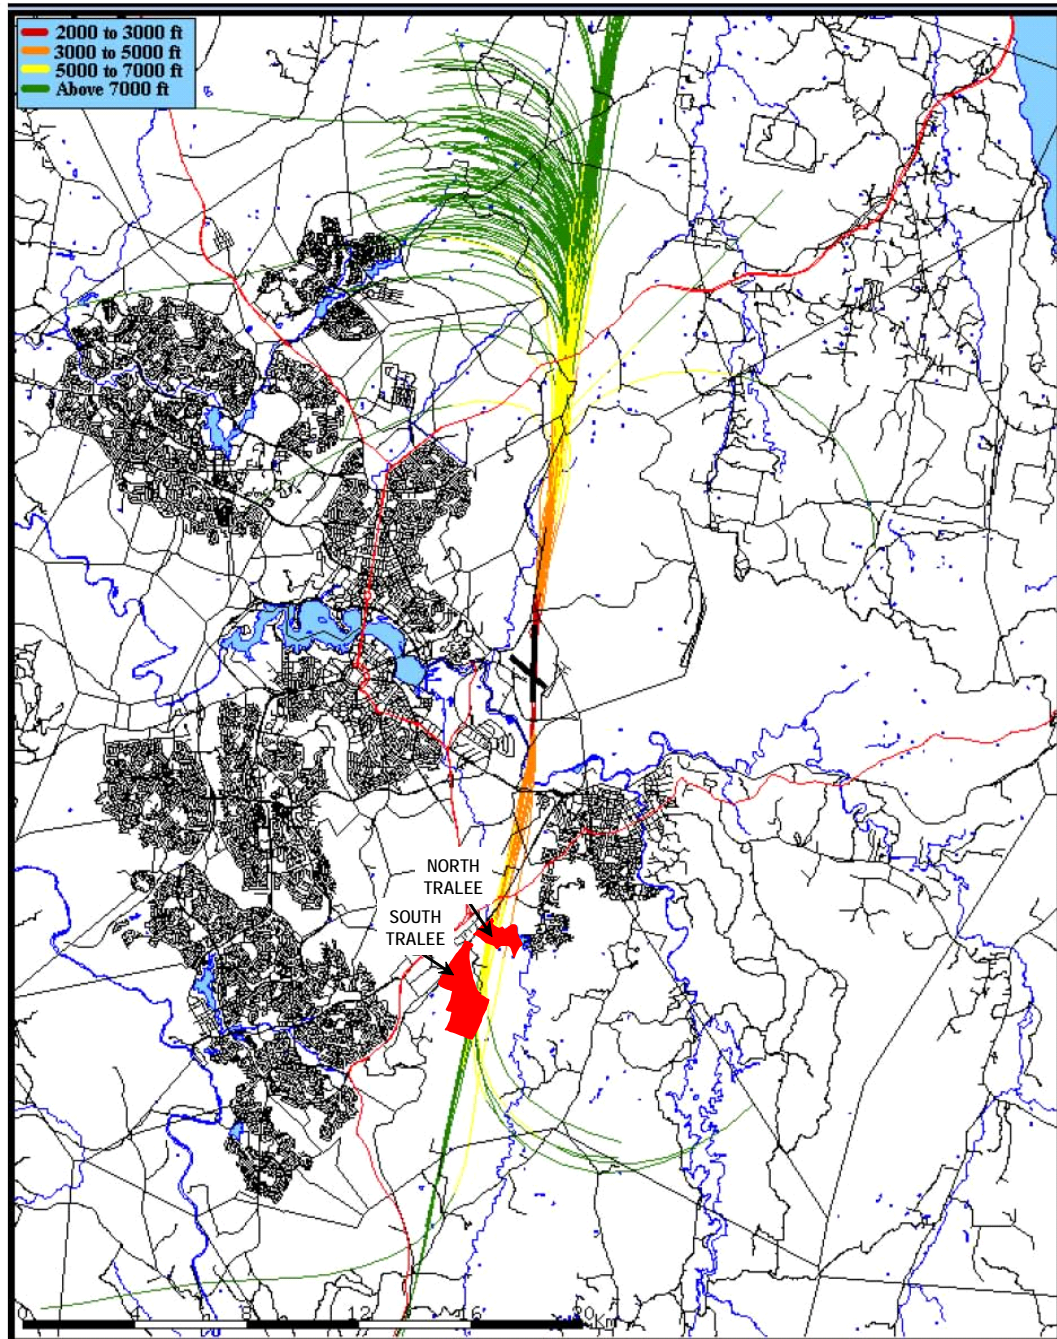 2000 to 3000 ft
3000 to 5000 ft
5000 to 7000 ft
Above 7000 ft
NORTH
TRALEE
SOUTH
TRALEE
0 4 8 12 16 20 Km